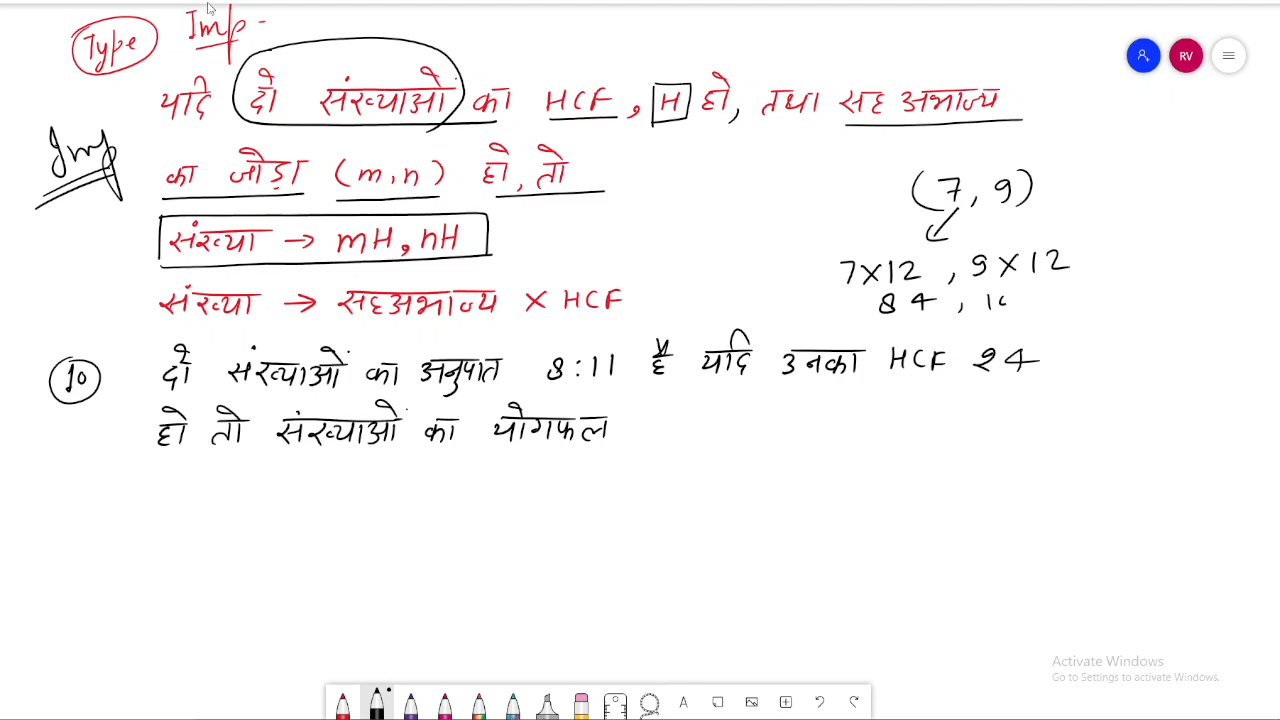 Type Imp -
यदि दो संख्याओं का HCF, H हो, तथा सह अभाज्य
Imp
का जोड़ा (m,n) हो, तो
(7, 9)
संख्या → mH, nH
7×12, 9×12
84, 10
संख्या → सहअभाज्य × HCF
10 दो संख्याओं का अनुपात 8:11 है यदि उनका HCF 24
हो तो संख्याओं का योगफल
RV
A
Activate Windows
Go to Settings to activate Windows.